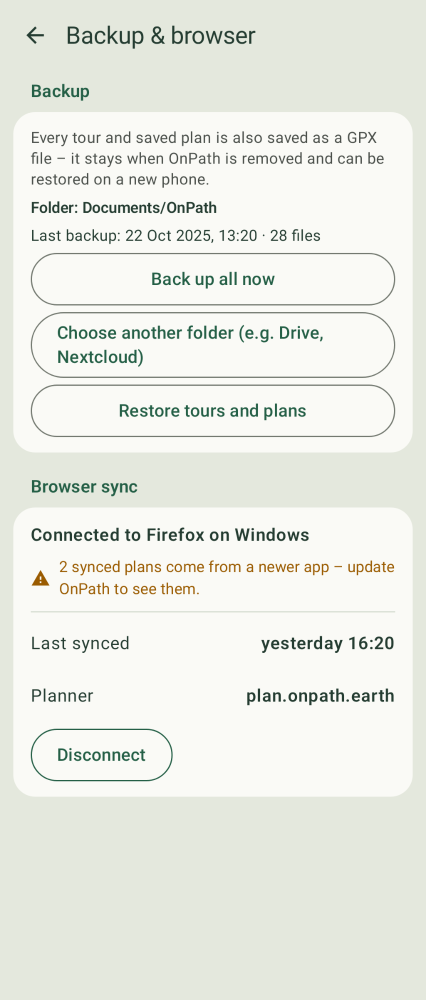 Backup & browser
Backup
Every tour and saved plan is also saved as a GPX
file – it stays when OnPath is removed and can be
restored on a new phone.
Folder: Documents/OnPath
Last backup: 22 Oct 2025, 13:20 · 28 files
Back up all now
Choose another folder (e.g. Drive,
Nextcloud)
Restore tours and plans
Browser sync
Connected to Firefox on Windows
2 synced plans come from a newer app – update
OnPath to see them.
Last synced yesterday 16:20
Planner plan.onpath.earth
Disconnect